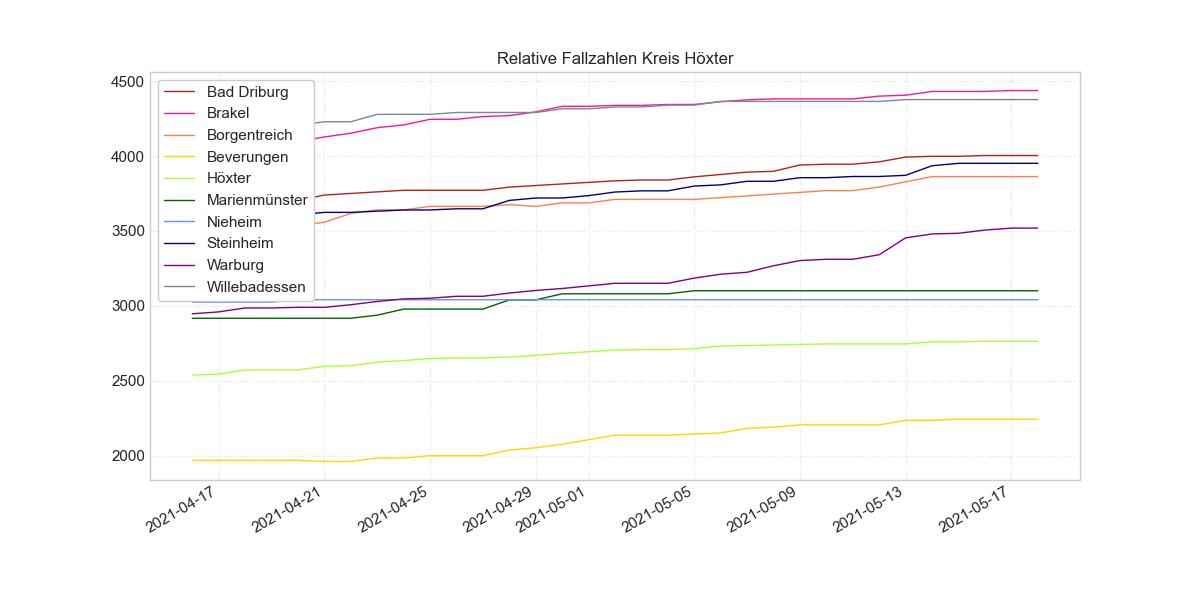 Relative Fallzahlen Kreis Höxter
4500
4000
3500
3000
2500
2000
Bad Driburg
Brakel
Borgentreich
Beverungen
Höxter
Marienmünster
Nieheim
Steinheim
Warburg
Willebadessen
2021-04-17
2021-04-21
2021-04-25
2021-04-29
2021-05-01
2021-05-05
2021-05-09
2021-05-13
2021-05-17